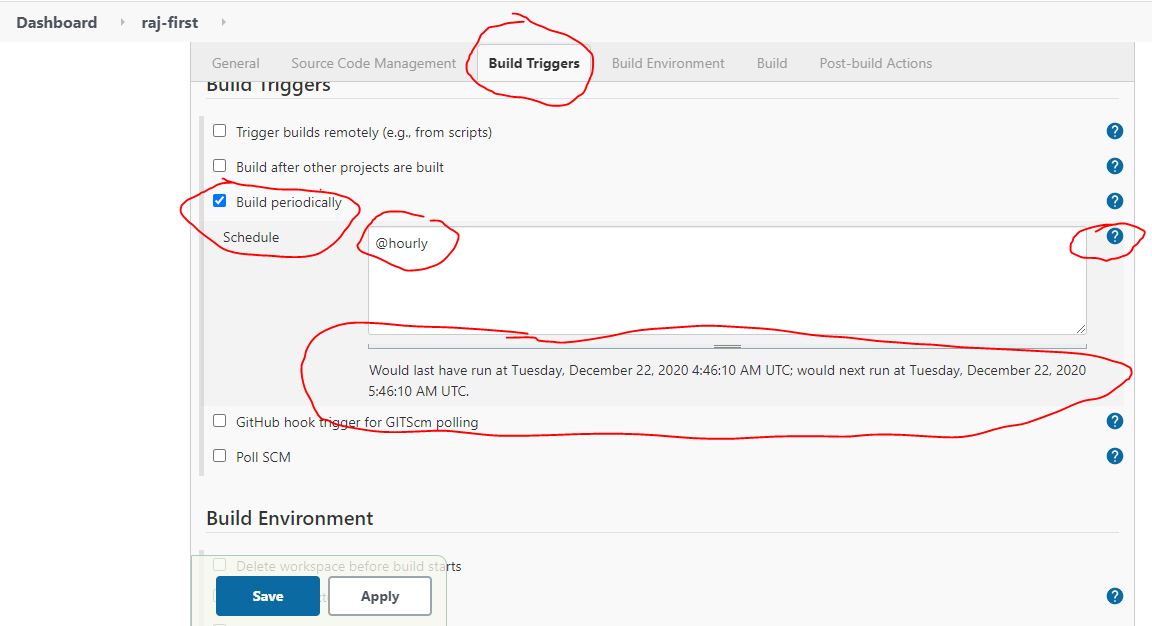 Dashboard raj-first
General Source Code Management Build Triggers Build Environment Build Post-build Actions
Build Triggers
Trigger builds remotely (e.g., from scripts) ?
Build after other projects are built ?
Build periodically ?
Schedule @hourly ?
Would last have run at Tuesday, December 22, 2020 4:46:10 AM UTC; would next run at Tuesday, December 22, 2020
5:46:10 AM UTC.
GitHub hook trigger for GITScm polling ?
Poll SCM ?
Build Environment
Delete workspace before build starts
Save Apply ?